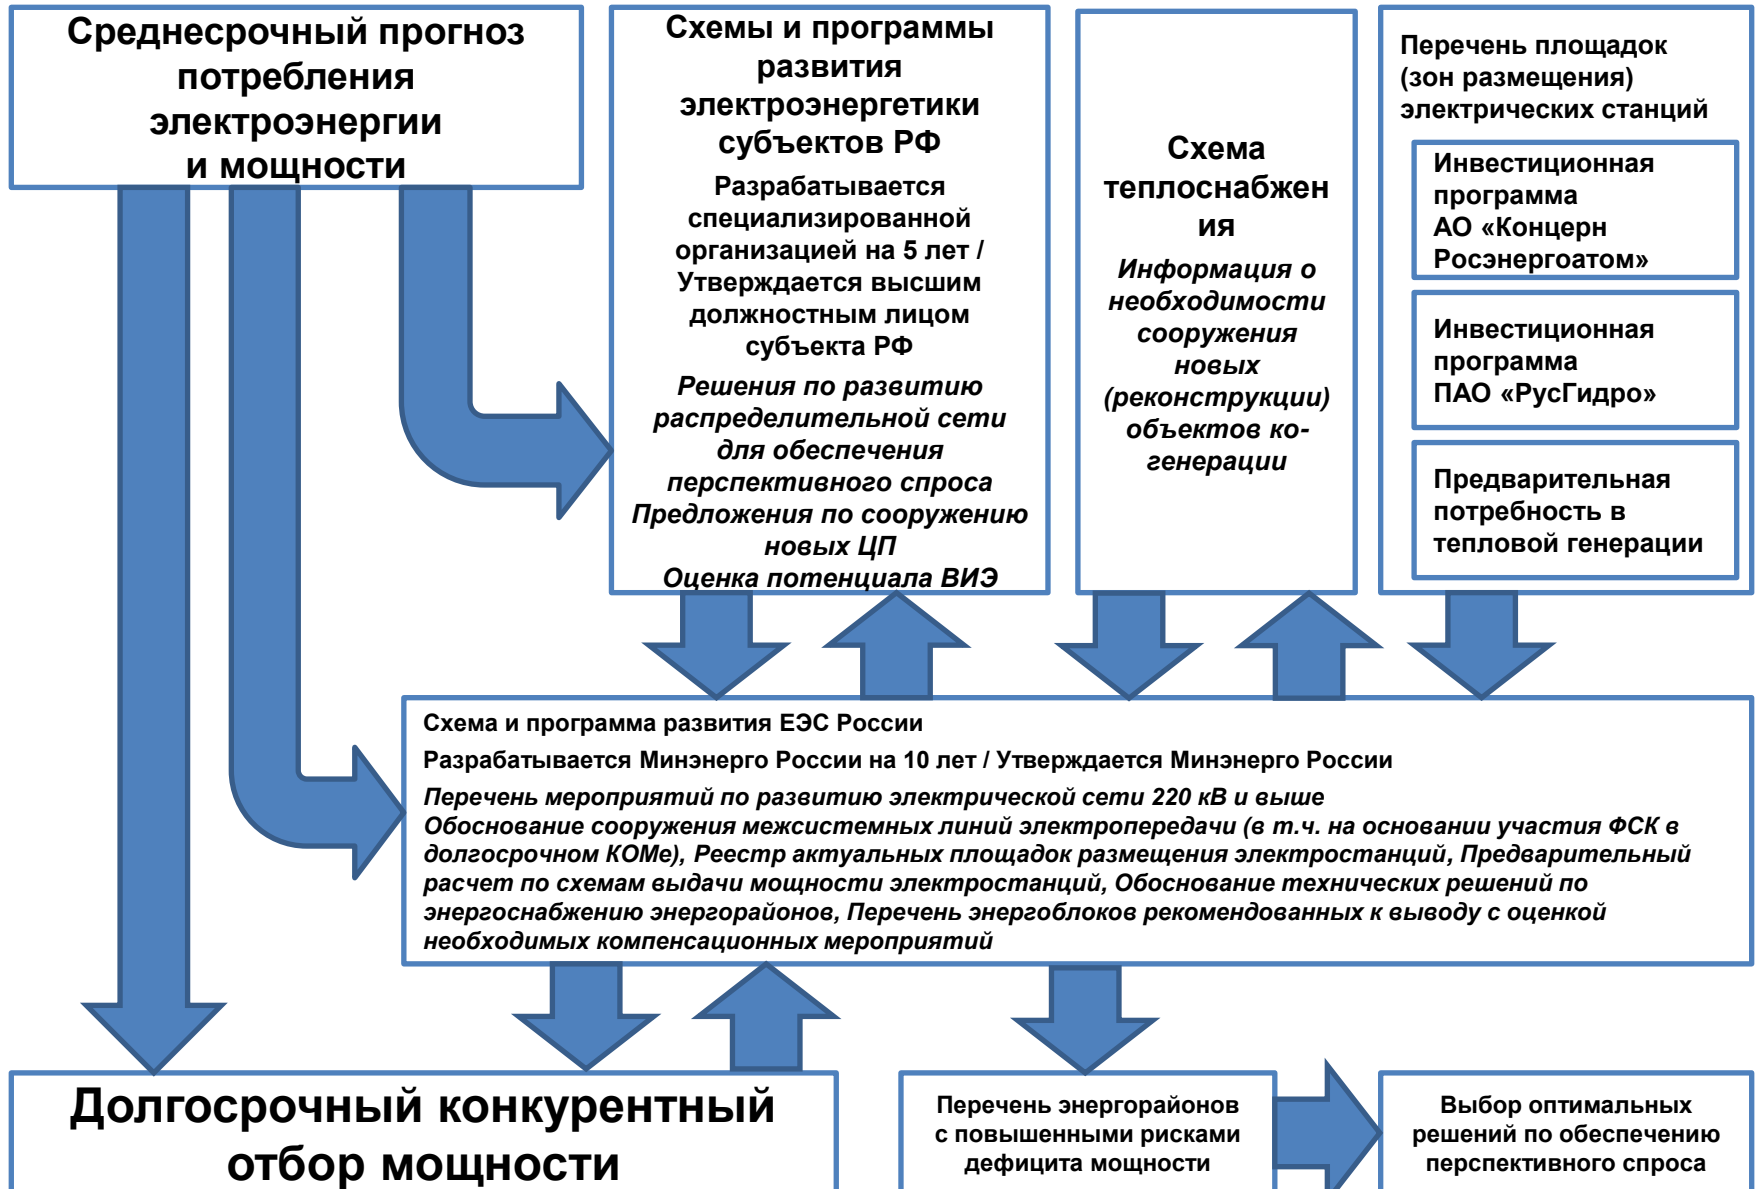 Среднесрочный прогноз
потребления
электроэнергии
и мощности
Схемы и программы
развития
электроэнергетики
субъектов РФ
Разрабатывается
специализированной
организацией на 5 лет /
Утверждается высшим
должностным лицом
субъекта РФ
Решения по развитию
распределительной сети
для обеспечения
перспективного спроса
Предложения по сооружению
новых ЦП
Оценка потенциала ВИЭ
Схема
теплоснабжен
ия
Информация о
необходимости
сооружения
новых
(реконструкции)
объектов ко-
генерации
Перечень площадок
(зон размещения)
электрических станций
Инвестиционная
программа
АО «Концерн
Росэнергоатом»
Инвестиционная
программа
ПАО «РусГидро»
Предварительная
потребность в
тепловой генерации
Схема и программа развития ЕЭС России
Разрабатывается Минэнерго России на 10 лет / Утверждается Минэнерго России
Перечень мероприятий по развитию электрической сети 220 кВ и выше
Обоснование сооружения межсистемных линий электропередачи (в т.ч. на основании участия ФСК в
долгосрочном КОМе), Реестр актуальных площадок размещения электростанций, Предварительный
расчет по схемам выдачи мощности электростанций, Обоснование технических решений по
энергоснабжению энергорайонов, Перечень энергоблоков рекомендованных к выводу с оценкой
необходимых компенсационных мероприятий
Долгосрочный конкурентный
отбор мощности
Перечень энергорайонов
с повышенными рисками
дефицита мощности
Выбор оптимальных
решений по обеспечению
перспективного спроса